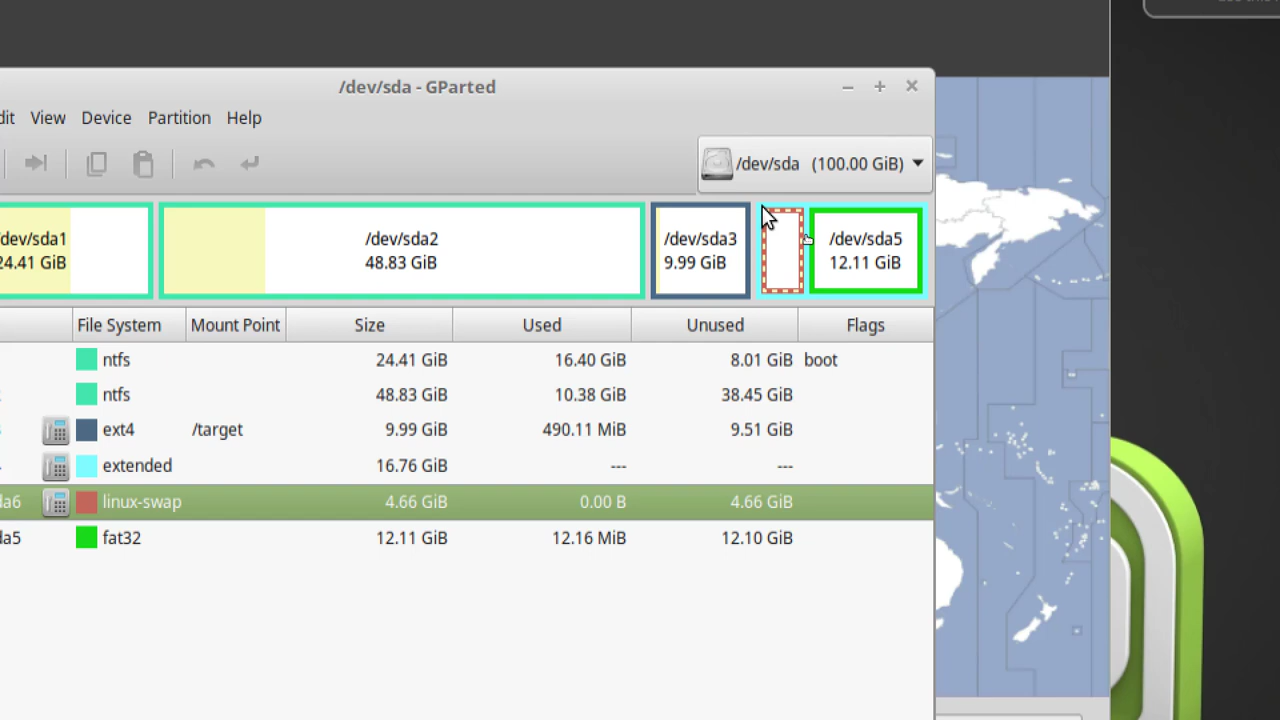 /dev/sda - GParted
dit View Device Partition Help
/dev/sda (100.00 GiB)
dev/sda1 /dev/sda2 /dev/sda3 /dev/sda5
24.41 GiB 48.83 GiB 9.99 GiB 12.11 GiB
File System Mount Point Size Used Unused Flags
ntfs 24.41 GiB 16.40 GiB 8.01 GiB boot
ntfs 48.83 GiB 10.38 GiB 38.45 GiB
ext4 /target 9.99 GiB 490.11 MiB 9.51 GiB
extended 16.76 GiB --- ---
da6 linux-swap 4.66 GiB 0.00 B 4.66 GiB
da5 fat32 12.11 GiB 12.16 MiB 12.10 GiB